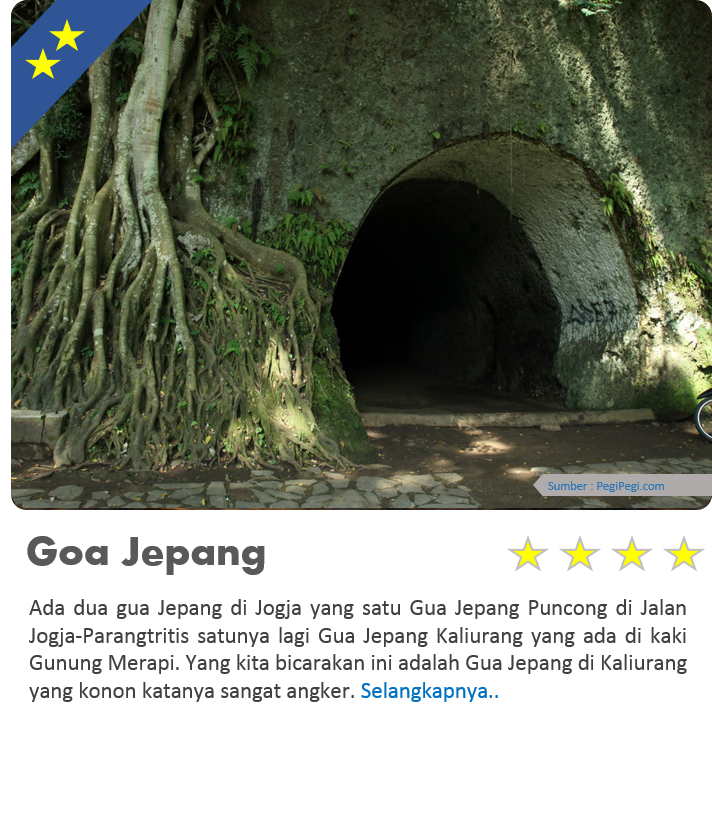 Sumber : PegiPegi.com
Goa Jepang
Ada dua gua Jepang di Jogja yang satu Gua Jepang Puncong di Jalan
Jogja-Parangtritis satunya lagi Gua Jepang Kaliurang yang ada di kaki
Gunung Merapi. Yang kita bicarakan ini adalah Gua Jepang di Kaliurang
yang konon katanya sangat angker. Selangkapnya..